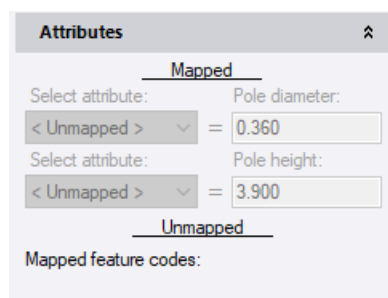 Attributes
Mapped
Select attribute: Pole diameter:
< Unmapped > = 0.360
Select attribute: Pole height:
< Unmapped > = 3.900
Unmapped
Mapped feature codes: